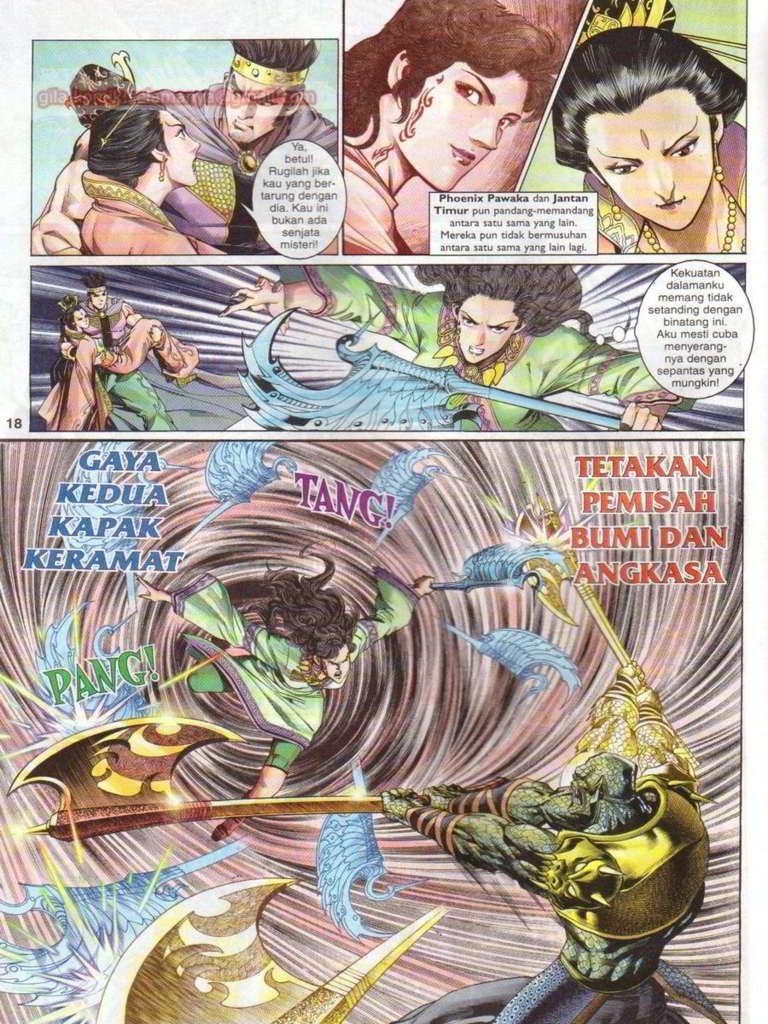 Ya,
betul!
Rugilah jika
kau yang ber-
tarung dengan
dia. Kau ini
bukan ada
senjata
misteri!
Phoenix Pawaka dan Jantan
Timur pun pandang-memandang
antara satu sama yang lain.
Mereka pun tidak bermusuhan
antara satu sama yang lain lagi.
Kekuatan
dalamanku
memang tidak
setanding dengan
binatang ini.
Aku mesti cuba
menyerang-
nya dengan
sepantas yang
mungkin!
18
GAYA
KEDUA
KAPAK
KERAMAT
TANG!
TETAKAN
PEMISAH
BUMI DAN
ANGKASA
PANG!